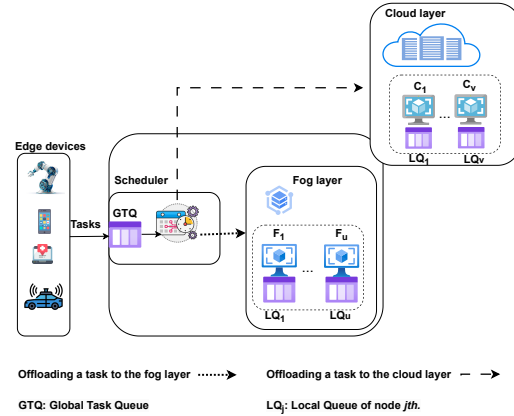 Cloud layer
C1 ... Cv
LQ1 LQv
Edge devices
Tasks
Scheduler
GTQ
Fog layer
F1 ... Fu
LQ1 LQu
Offloading a task to the fog layer
Offloading a task to the cloud layer
GTQ: Global Task Queue
LQj: Local Queue of node jth.